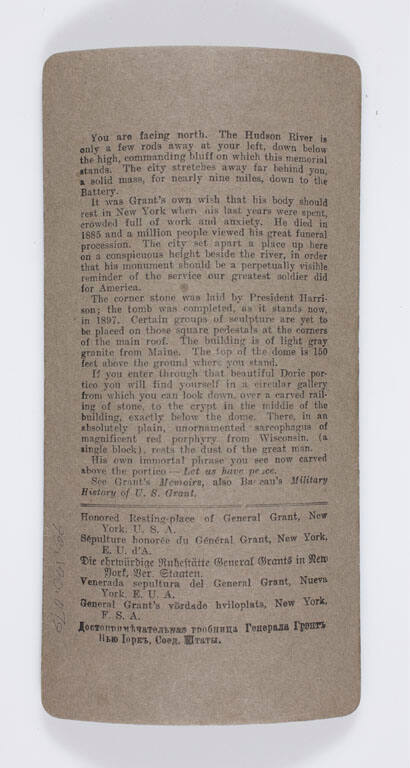 You are facing north. The Hudson River is
only a few rods away at your left, down below
the high, commanding bluff on which this memorial
stands. The city stretches away far behind you,
a solid mass, for nearly nine miles, down to the
Battery.
It was Grant's own wish that his body should
rest in New York when his last years were spent,
crowded full of work and anxiety. He died in
1885 and a million people viewed his great funeral
procession. The city set apart a place up here
on a conspicuous height beside the river, in order
that his monument should be a perpetually visible
reminder of the service our greatest soldier did
for America.
The corner stone was laid by President Harri-
son; the tomb was completed, as it stands now,
in 1897. Certain groups of sculpture are yet to
be placed on those square pedestals at the corners
of the main roof. The building is of light gray
granite from Maine. The top of the dome is 150
feet above the ground where you stand.
If you enter through that beautiful Doric por-
tico you will find yourself in a circular gallery
from which you can look down, over a carved rail-
ing of stone, to the crypt in the middle of the
building, exactly below the dome. There, in an
absolutely plain, unornamented sarcophagus of
magnificent red porphyry from Wisconsin, (a
single block), rests the dust of the great man.
His own immortal phrase you see now carved
above the portico — Let us have peace.
See Grant's Memoirs, also Badeau's Military
History of U. S. Grant.
Honored Resting-place of General Grant, New
York, U. S. A.
Sépulture honorée du Général Grant, New York,
E. U. d'A.
Die ehrwürdige Ruhestätte General Grants in New
York, Ver. Staaten.
Venerada sepultura del General Grant, Nueva
York, E. U. A.
General Grant's vördade hviloplats, New York,
F. S. A.
Достопримѣчательная гробница Генерала Грентъ
Нью Іоркъ, Соед. Штаты.